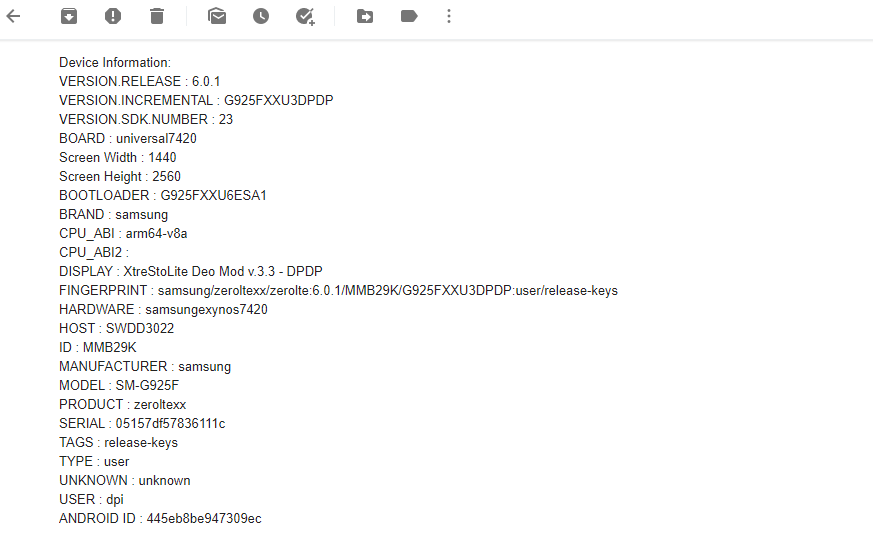 Device Information:
VERSION.RELEASE : 6.0.1
VERSION.INCREMENTAL : G925FXXU3DPDP
VERSION.SDK.NUMBER : 23
BOARD : universal7420
Screen Width : 1440
Screen Height : 2560
BOOTLOADER : G925FXXU6ESA1
BRAND : samsung
CPU_ABI : arm64-v8a
CPU_ABI2 :
DISPLAY : XtreStoLite Deo Mod v.3.3 - DPDP
FINGERPRINT : samsung/zeroltexx/zerolte:6.0.1/MMB29K/G925FXXU3DPDP:user/release-keys
HARDWARE : samsungexynos7420
HOST : SWDD3022
ID : MMB29K
MANUFACTURER : samsung
MODEL : SM-G925F
PRODUCT : zeroltexx
SERIAL : 05157df57836111c
TAGS : release-keys
TYPE : user
UNKNOWN : unknown
USER : dpi
ANDROID ID : 445eb8be947309ec